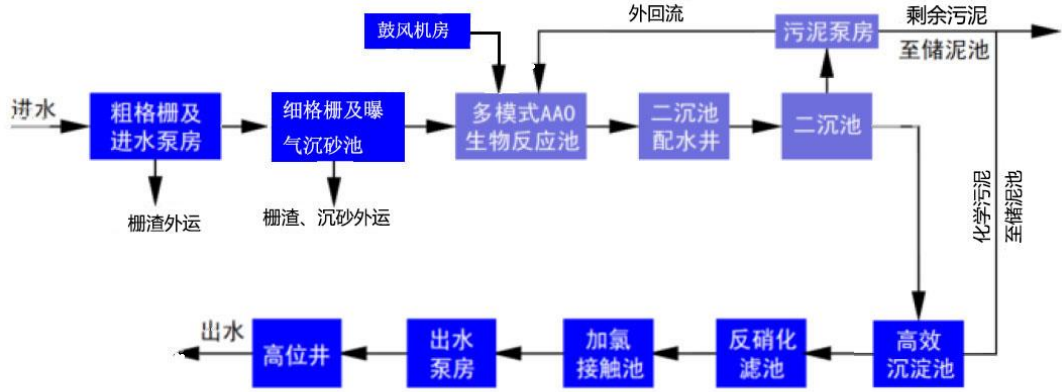 外回流
剩余污泥
鼓风机房
污泥泵房
至储泥池
进水
粗格栅及
进水泵房
细格栅及曝
气沉砂池
多模式AAO
生物反应池
二沉池
配水井
二沉池
栅渣外运
栅渣、沉砂外运
化学污泥
至储泥池
出水
高位井
出水
泵房
加氯
接触池
反硝化
滤池
高效
沉淀池